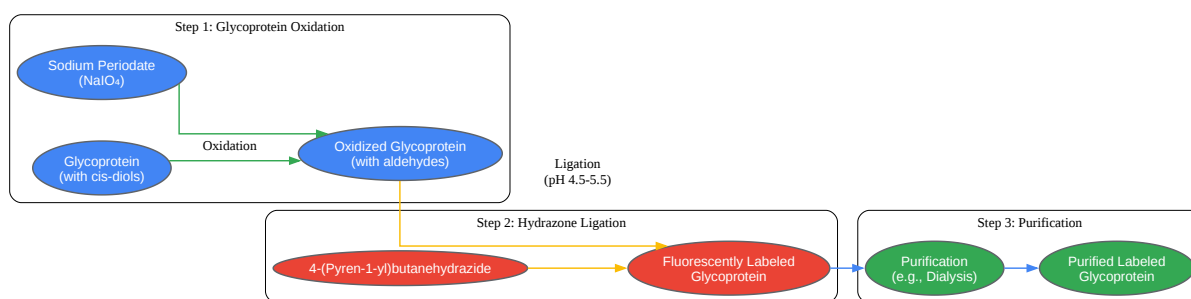 Step 1: Glycoprotein Oxidation
Sodium Periodate
(NaIO₄)
Oxidation
Glycoprotein
(with cis-diols)
Oxidized Glycoprotein
(with aldehydes)
Ligation
(pH 4.5-5.5)
Step 2: Hydrazone Ligation
4-(Pyren-1-yl)butanehydrazide
Fluorescently Labeled
Glycoprotein
Step 3: Purification
Purification
(e.g., Dialysis)
Purified Labeled
Glycoprotein